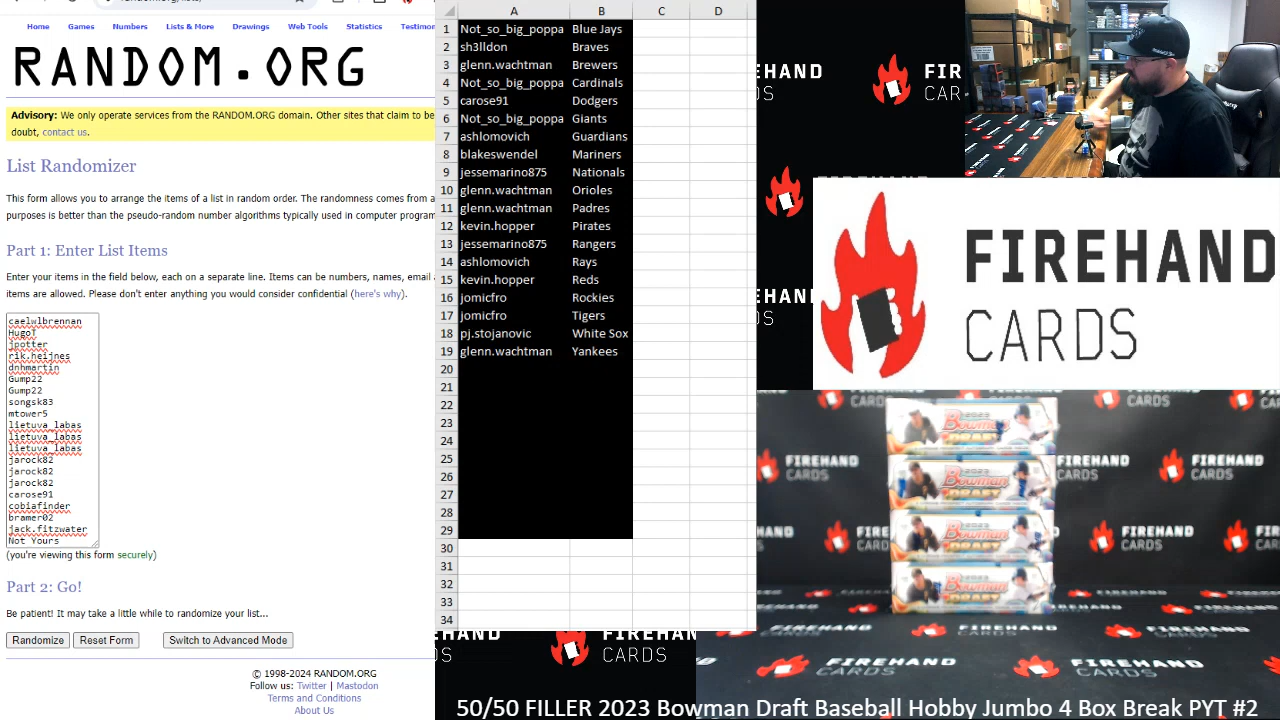 Home Games Numbers Lists & More Drawings Web Tools Statistics Testimon
RANDOM.ORG
Advisory: We only operate services from the RANDOM.ORG domain. Other sites that claim to be
doubt, contact us.
List Randomizer
This form allows you to arrange the items of a list in random order. The randomness comes from a
purposes is better than the pseudo-random number algorithms typically used in computer program
Part 1: Enter List Items
Enter your items in the field below, each on a separate line. Items can be numbers, names, email
items are allowed. Please don't enter anything you would consider confidential (here's why).
caelwlbrennan
HugoT
jpotter
rik.heijnes
dnhmartin
Gump22
Gump22
songsk83
mtower5
lietuva_labas
lietuva_labas
lietuva_labas
jarock82
jarock82
jarock82
carose91
cobiafinder
bramer02
jack.fitzwater
Not Yours
(you're viewing this form securely)
Part 2: Go!
Be patient! It may take a little while to randomize your list...
Randomize Reset Form Switch to Advanced Mode
© 1998-2024 RANDOM.ORG
Follow us: Twitter | Mastodon
Terms and Conditions
About Us
A B C D
1 Not_so_big_poppa Blue Jays
2 sh3lldon Braves
3 glenn.wachtman Brewers
4 Not_so_big_poppa Cardinals
5 carose91 Dodgers
6 Not_so_big_poppa Giants
7 ashlomovich Guardians
8 blakeswendel Mariners
9 jessemarino875 Nationals
10 glenn.wachtman Orioles
11 glenn.wachtman Padres
12 kevin.hopper Pirates
13 jessemarino875 Rangers
14 ashlomovich Rays
15 kevin.hopper Reds
16 jomicfro Rockies
17 jomicfro Tigers
18 pj.stojanovic White Sox
19 glenn.wachtman Yankees
20
21
22
23
24
25
26
27
28
29
30
31
32
33
34
FIREHAND
CARDS
2023
Bowman
DRAFT
Bowman
DRAFT
Bowman
DRAFT
Bowman
DRAFT
FIREHAND
CARDS
50/50 FILLER 2023 Bowman Draft Baseball Hobby Jumbo 4 Box Break PYT #2